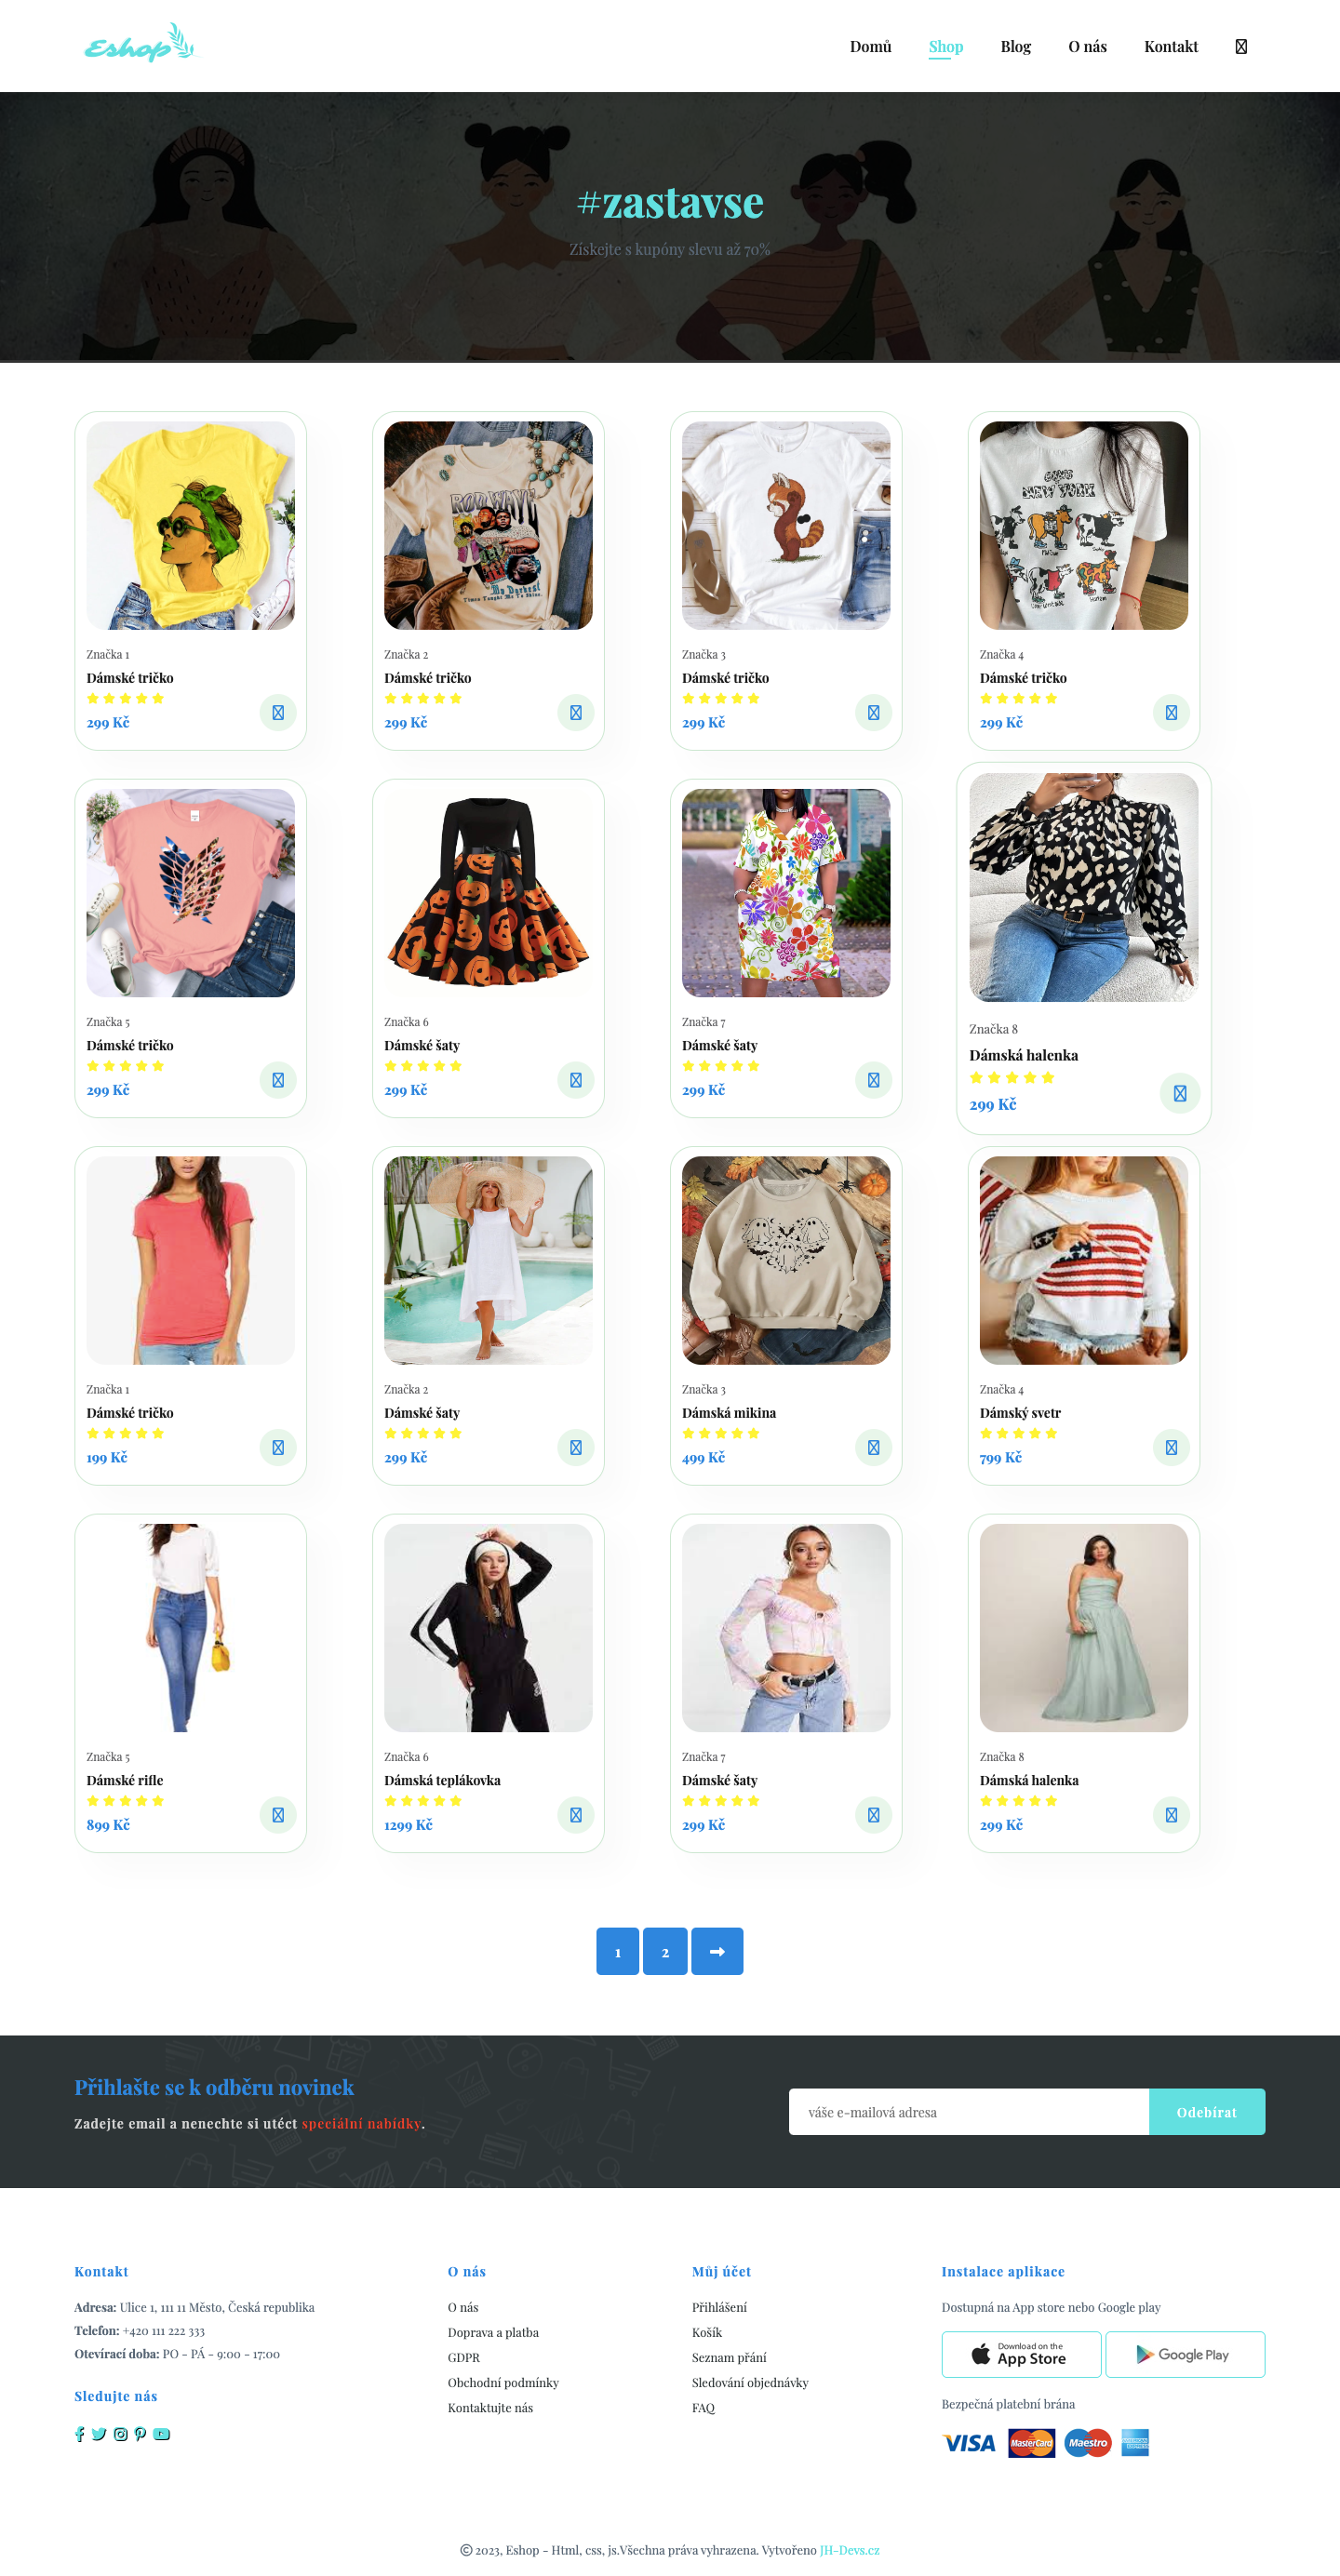 Eshop
Domů Shop Blog O nás Kontakt
#zastavse
Získejte s kupóny slevu až 70%
ROD WAVE
NEW YORK
Značka 1
Dámské tričko
299 Kč
Značka 2
Dámské tričko
299 Kč
Značka 3
Dámské tričko
299 Kč
Značka 4
Dámské tričko
299 Kč
Značka 5
Dámské tričko
299 Kč
Značka 6
Dámské šaty
299 Kč
Značka 7
Dámské šaty
299 Kč
Značka 8
Dámská halenka
299 Kč
Značka 1
Dámské tričko
199 Kč
Značka 2
Dámské šaty
299 Kč
Značka 3
Dámská mikina
499 Kč
Značka 4
Dámský svetr
799 Kč
Značka 5
Dámské rifle
899 Kč
Značka 6
Dámská teplákovka
1299 Kč
Značka 7
Dámské šaty
299 Kč
Značka 8
Dámská halenka
299 Kč
1 2
Přihlašte se k odběru novinek
Zadejte email a nenechte si utéct speciální nabídky.
váše e-mailová adresa
Odebírat
Kontakt
Adresa: Ulice 1, 111 11 Město, Česká republika
Telefon: +420 111 222 333
Otevírací doba: PO - PÁ - 9:00 - 17:00
Sledujte nás
O nás
O nás
Doprava a platba
GDPR
Obchodní podmínky
Kontaktujte nás
Můj účet
Přihlášení
Košík
Seznam přání
Sledování objednávky
FAQ
Instalace aplikace
Dostupná na App store nebo Google play
Download on the
App Store
Google Play
Bezpečná platební brána
VISA MasterCard Maestro
© 2023, Eshop - Html, css, js.Všechna práva vyhrazena. Vytvořeno JH-Devs.cz